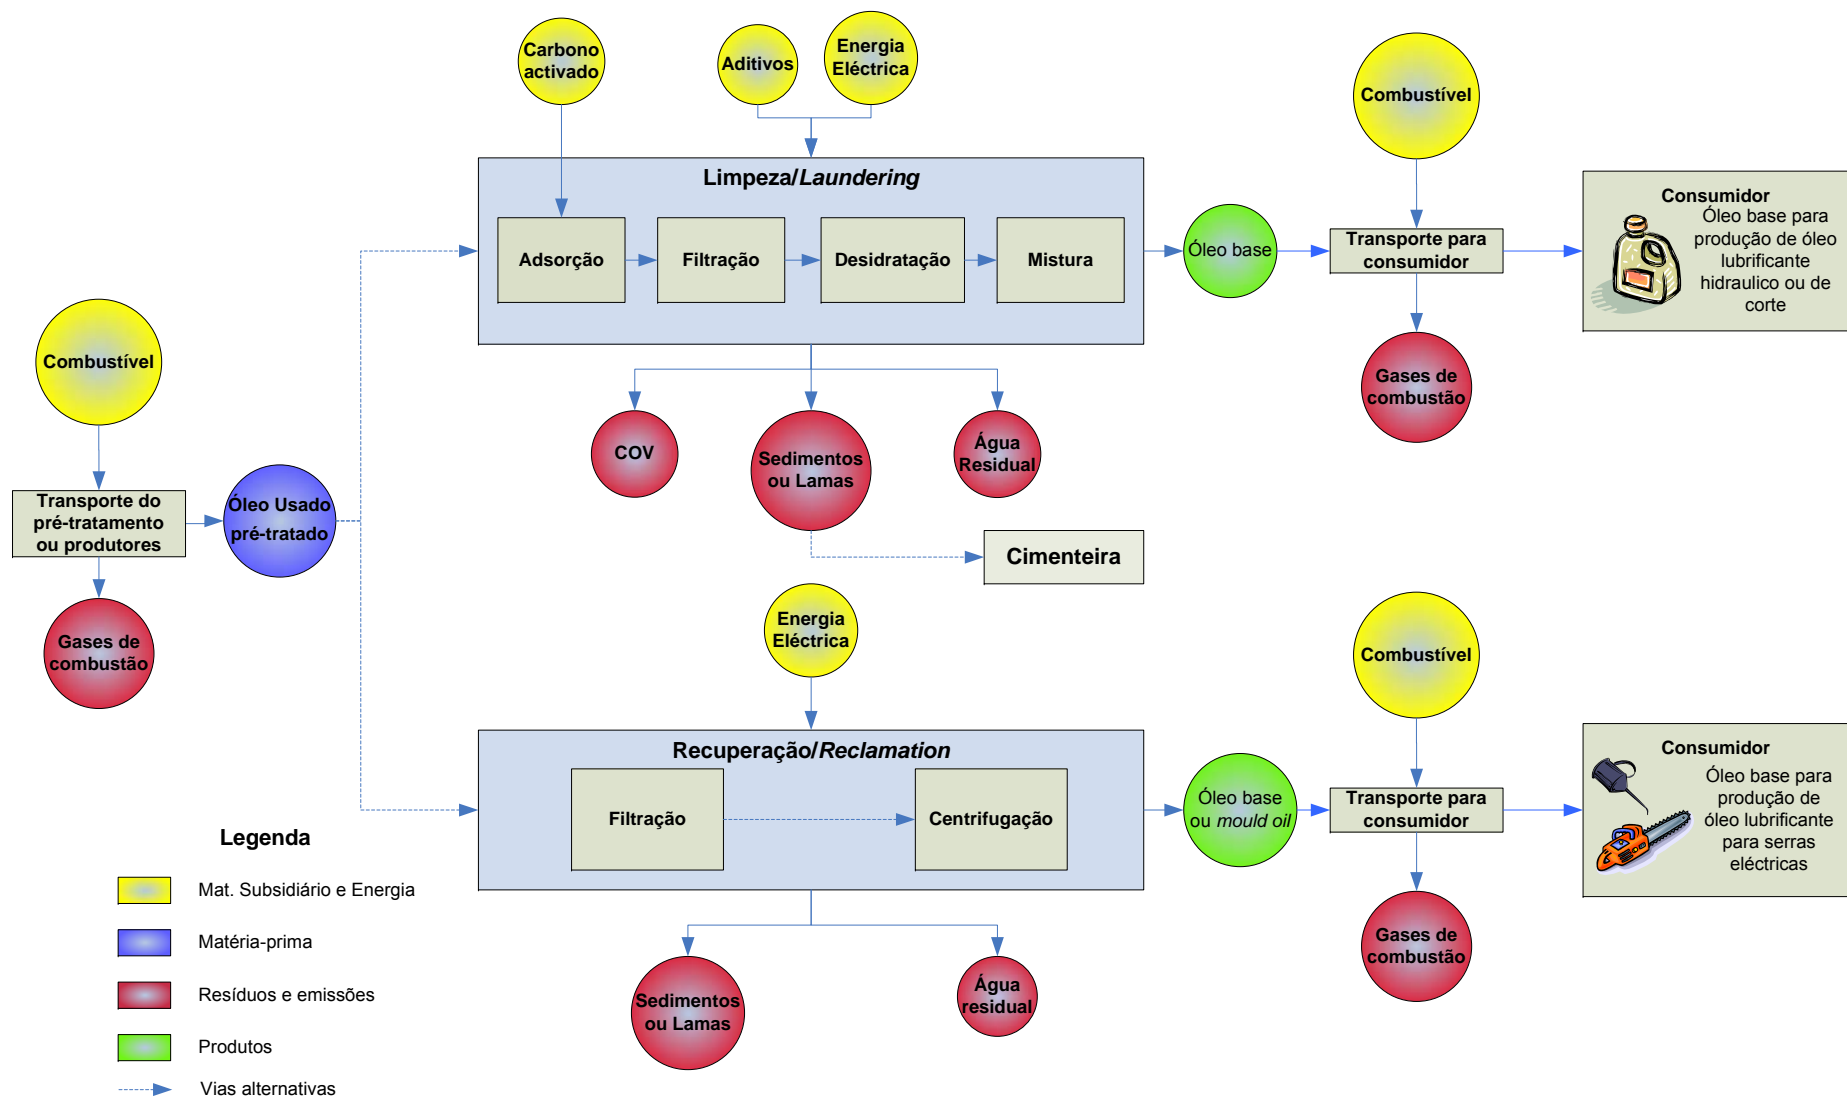 Carbono
activado
Aditivos
Energia
Eléctrica
Combustível
Limpeza/Laundering
Adsorção
Filtração
Desidratação
Mistura
Óleo base
Transporte para
consumidor
Consumidor
Óleo base para
produção de óleo
lubrificante
hidraulico ou de
corte
Gases de
combustão
COV
Sedimentos
ou Lamas
Água
Residual
Cimenteira
Combustível
Transporte do
pré-tratamento
ou produtores
Óleo Usado
pré-tratado
Gases de
combustão
Energia
Eléctrica
Combustível
Recuperação/Reclamation
Filtração
Centrifugação
Óleo base
ou mould oil
Transporte para
consumidor
Consumidor
Óleo base para
produção de
óleo lubrificante
para serras
eléctricas
Gases de
combustão
Sedimentos
ou Lamas
Água
residual
Legenda
Mat. Subsidiário e Energia
Matéria-prima
Resíduos e emissões
Produtos
Vias alternativas